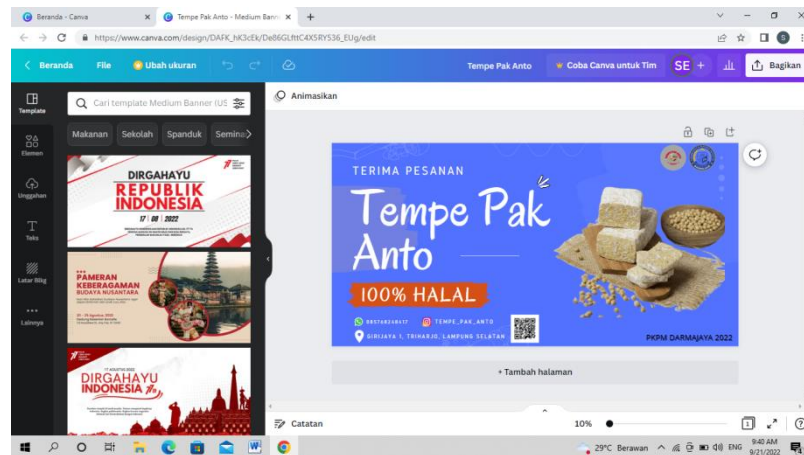 Beranda - Canva
Tempe Pak Anto - Medium Bann
https://www.canva.com/design/DAFK_hK3cEk/De86GLfttC4X5RYS36_EUg/edit
Beranda
File
Ubah ukuran
Tempe Pak Anto
Coba Canva untuk Tim
SE
Bagikan
Template
Elemen
Unggahan
Teks
Latar Blkg
Lainnya
Cari template Medium Banner (US
Makanan
Sekolah
Spanduk
Semina
DIRGAHAYU
REPUBLIK
INDONESIA
17 | 08 | 2022
PAMERAN
KEBERAGAMAN
BUDAYA NUSANTARA
DIRGAHAYU
INDONESIA
Animasikan
TERIMA PESANAN
Tempe Pak
Anto
100% HALAL
TEMPE_PAK_ANTO
GIRIJAYA 1, TRIHARJO, LAMPUNG SELATAN
PKPM DARMAJAYA 2022
+ Tambah halaman
Catatan
10%
1
29°C Berawan
ENG
9:40 AM
9/21/2022